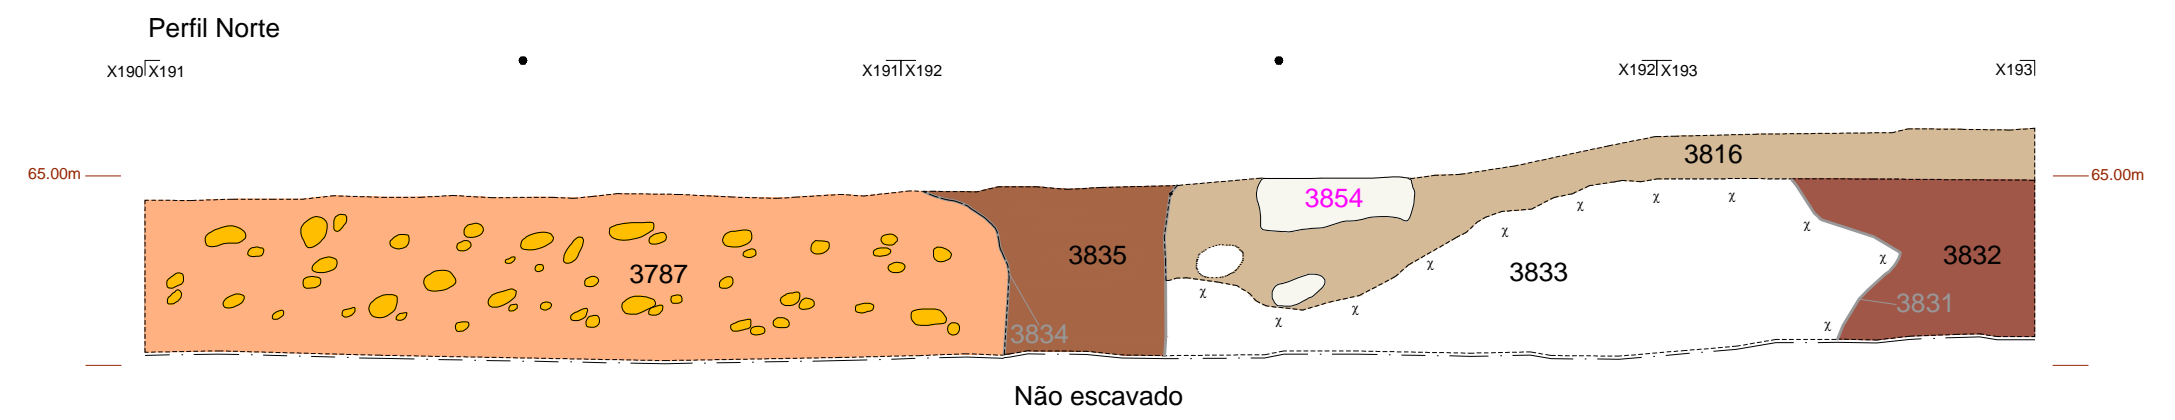 Perfil Norte
X190 X191
X191 X192
X192 X193
X193
65.00m
65.00m
3816
3854
3835
3787
3833
3832
3831
3834
χ χ χ χ χ χ χ χ χ χ χ χ
Não escavado